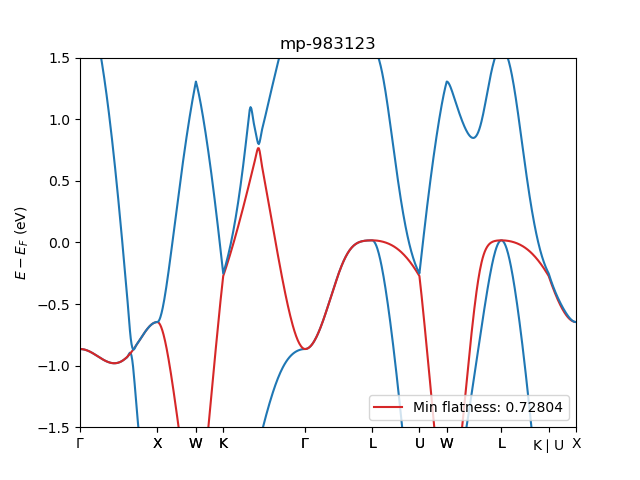 mp-983123
E − E_F (eV)
1.5
1.0
0.5
0.0
−0.5
−1.0
−1.5
Min flatness: 0.72804
Γ X W K Γ L U W L K | U X